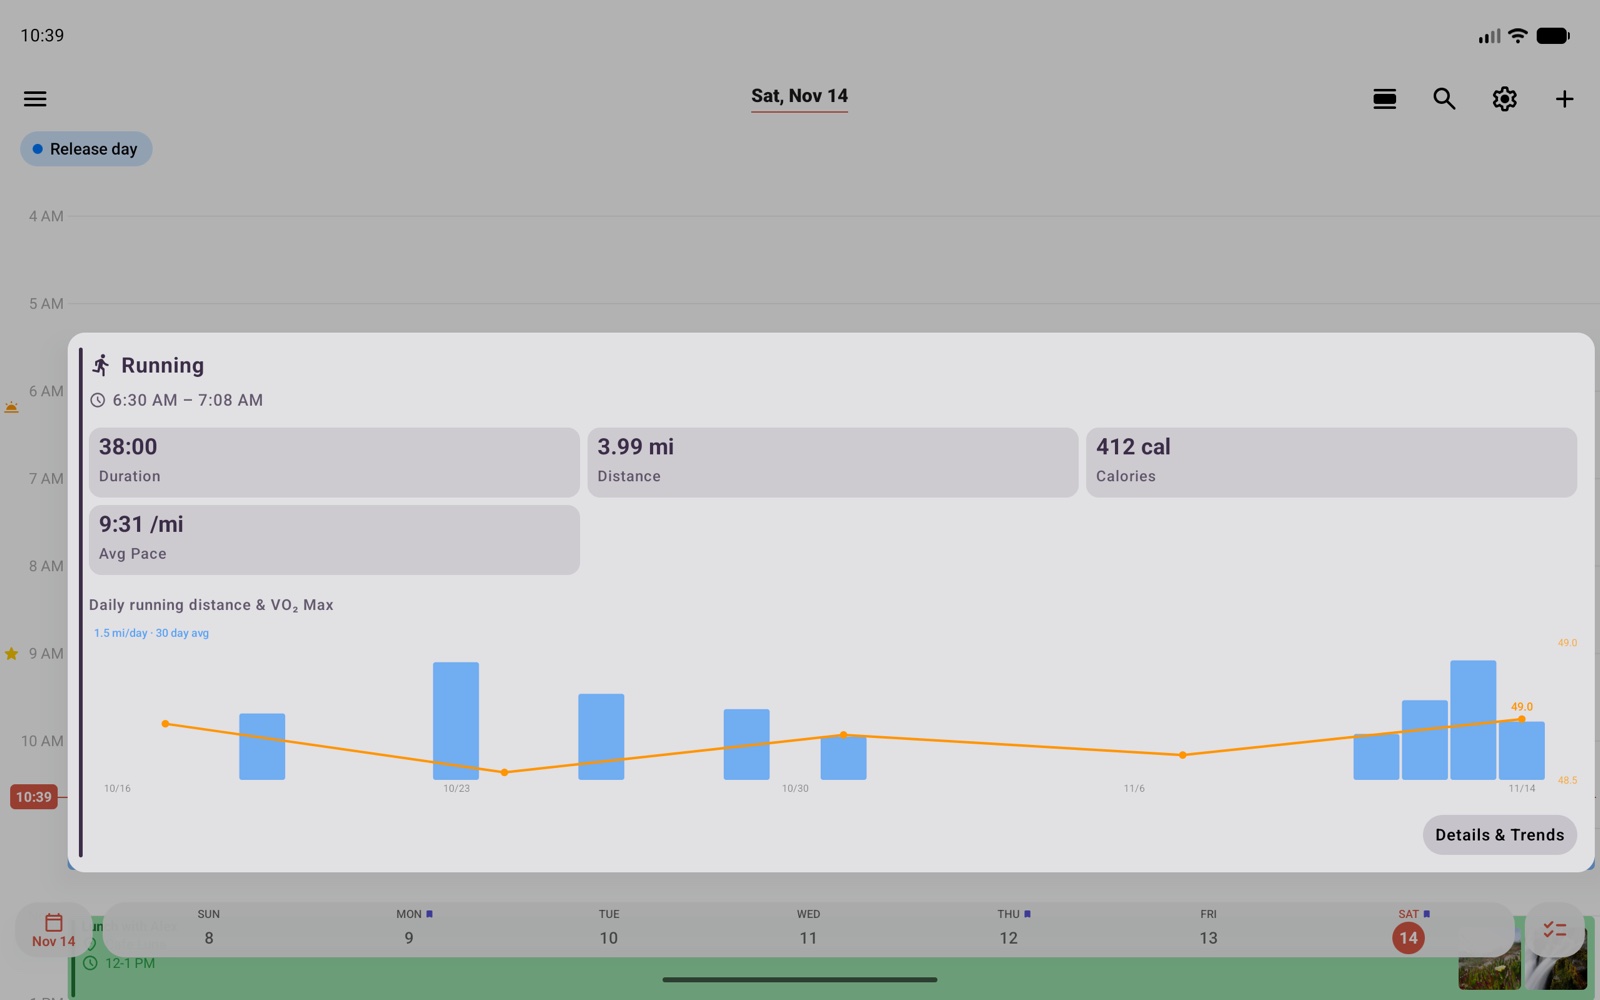 10:39
Sat, Nov 14
Release day
4 AM
5 AM
6 AM
7 AM
8 AM
9 AM
10 AM
10:39
Running
6:30 AM – 7:08 AM
38:00
Duration
3.99 mi
Distance
412 cal
Calories
9:31 /mi
Avg Pace
Daily running distance & VO₂ Max
1.5 mi/day · 30 day avg
49.0
49.0
48.5
10/16
10/23
10/30
11/6
11/14
Details & Trends
Nov 14
SUN
8
MON
9
TUE
10
WED
11
THU
12
FRI
13
SAT
14
12-1 PM